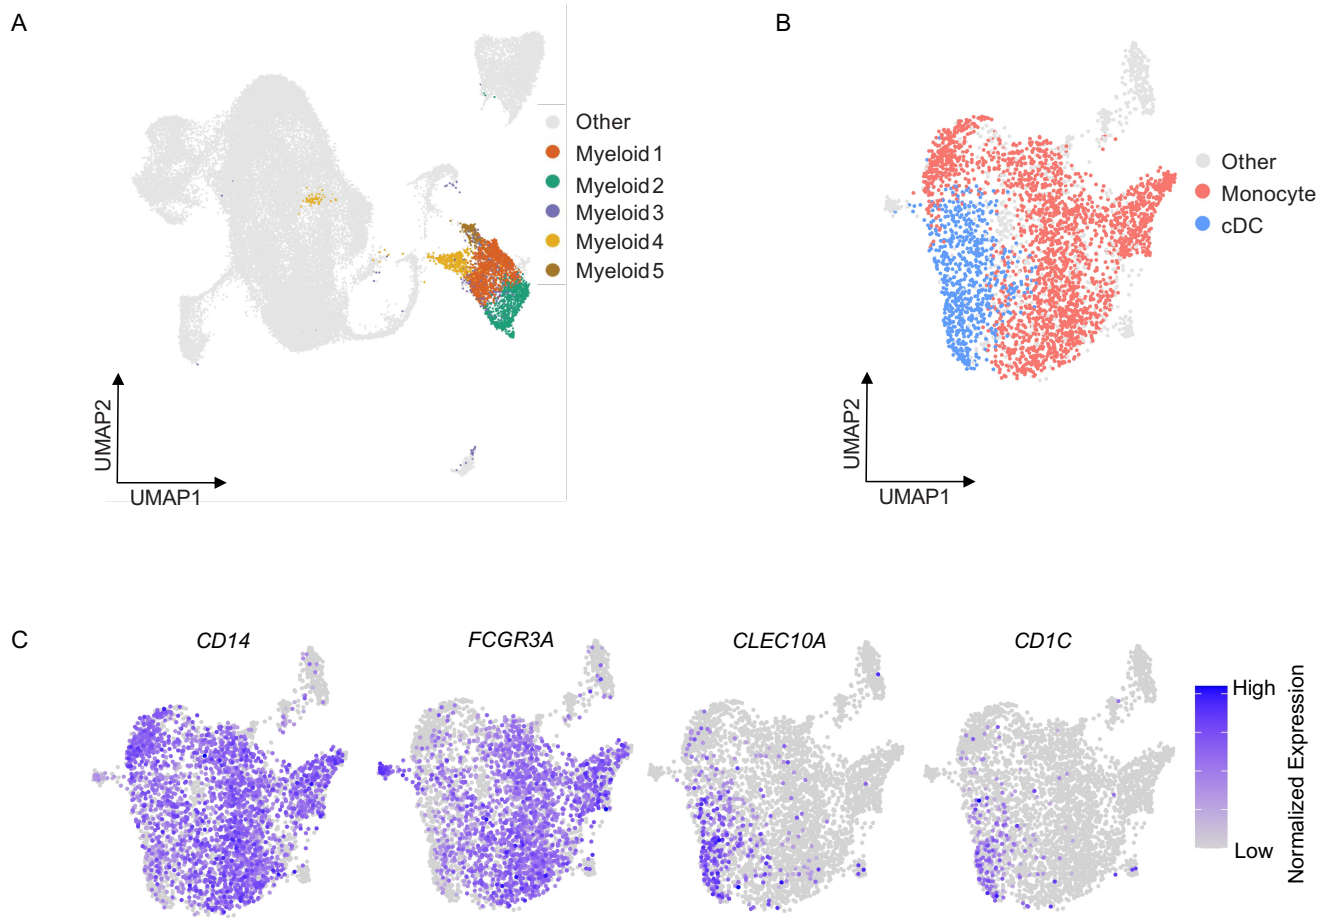 A
Other
Myeloid 1
Myeloid 2
Myeloid 3
Myeloid 4
Myeloid 5
UMAP2
UMAP1
B
Other
Monocyte
cDC
UMAP2
UMAP1
C
CD14
FCGR3A
CLEC10A
CD1C
High
Low
Normalized Expression